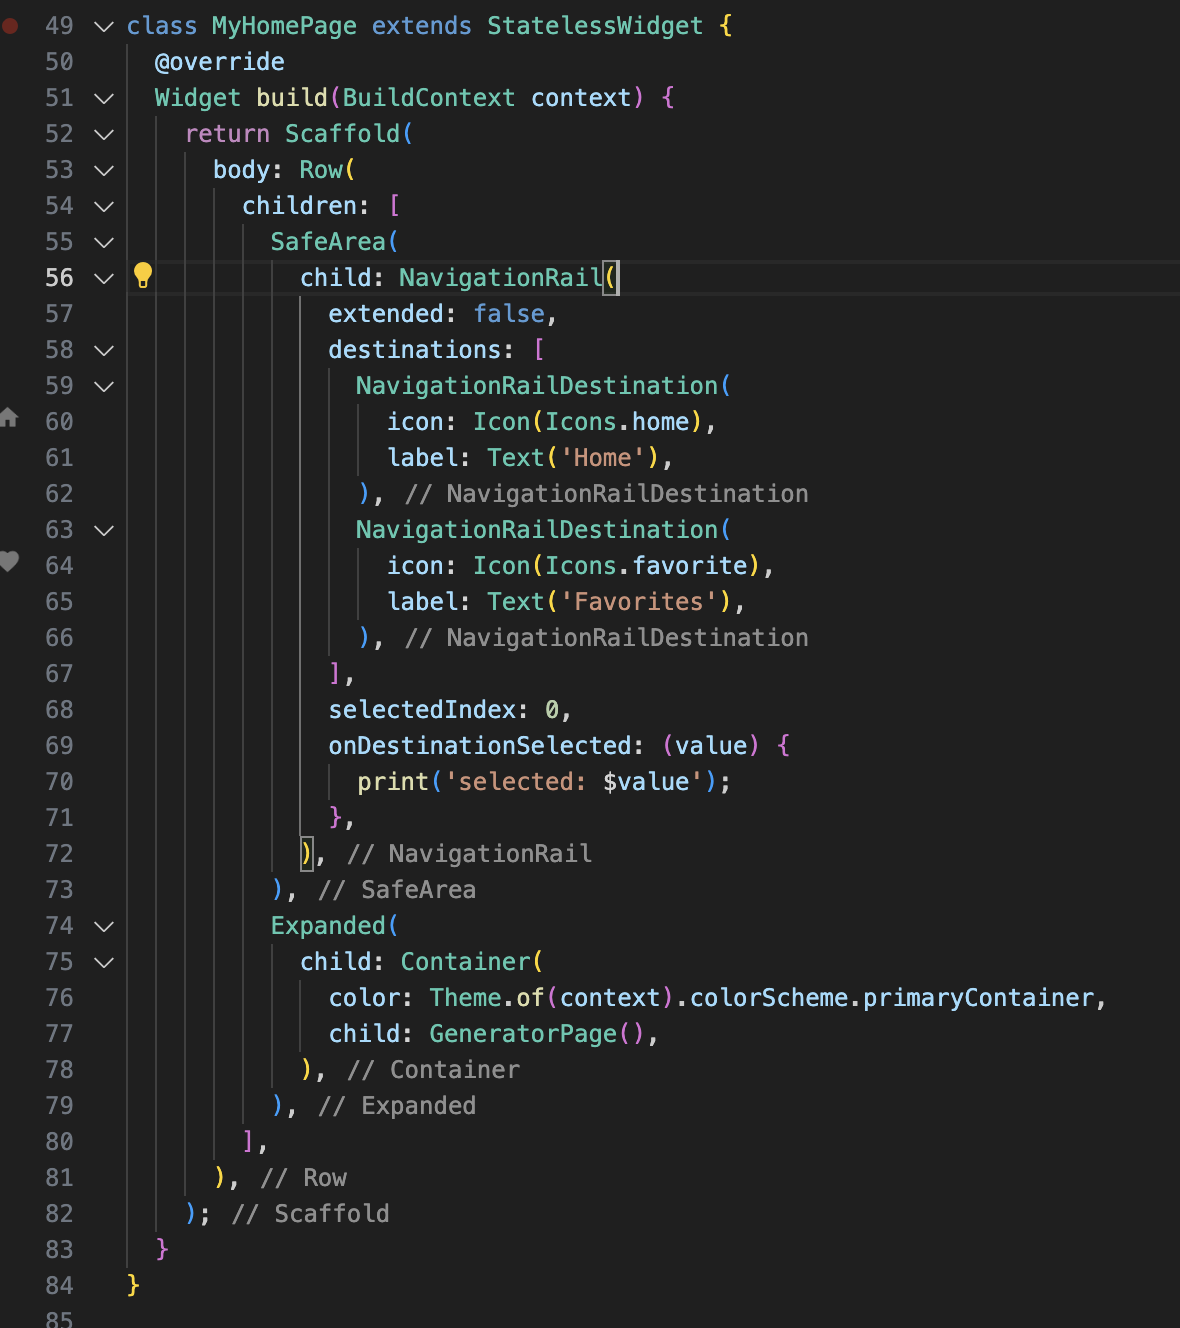 49 class MyHomePage extends StatelessWidget {
50   @override
51   Widget build(BuildContext context) {
52     return Scaffold(
53       body: Row(
54         children: [
55           SafeArea(
56             child: NavigationRail(
57               extended: false,
58               destinations: [
59                 NavigationRailDestination(
60                   icon: Icon(Icons.home),
61                   label: Text('Home'),
62                 ), // NavigationRailDestination
63                 NavigationRailDestination(
64                   icon: Icon(Icons.favorite),
65                   label: Text('Favorites'),
66                 ), // NavigationRailDestination
67               ],
68               selectedIndex: 0,
69               onDestinationSelected: (value) {
70                 print('selected: $value');
71               },
72             ), // NavigationRail
73           ), // SafeArea
74           Expanded(
75             child: Container(
76               color: Theme.of(context).colorScheme.primaryContainer,
77               child: GeneratorPage(),
78             ), // Container
79           ), // Expanded
80         ],
81       ), // Row
82     ); // Scaffold
83   }
84 }
85